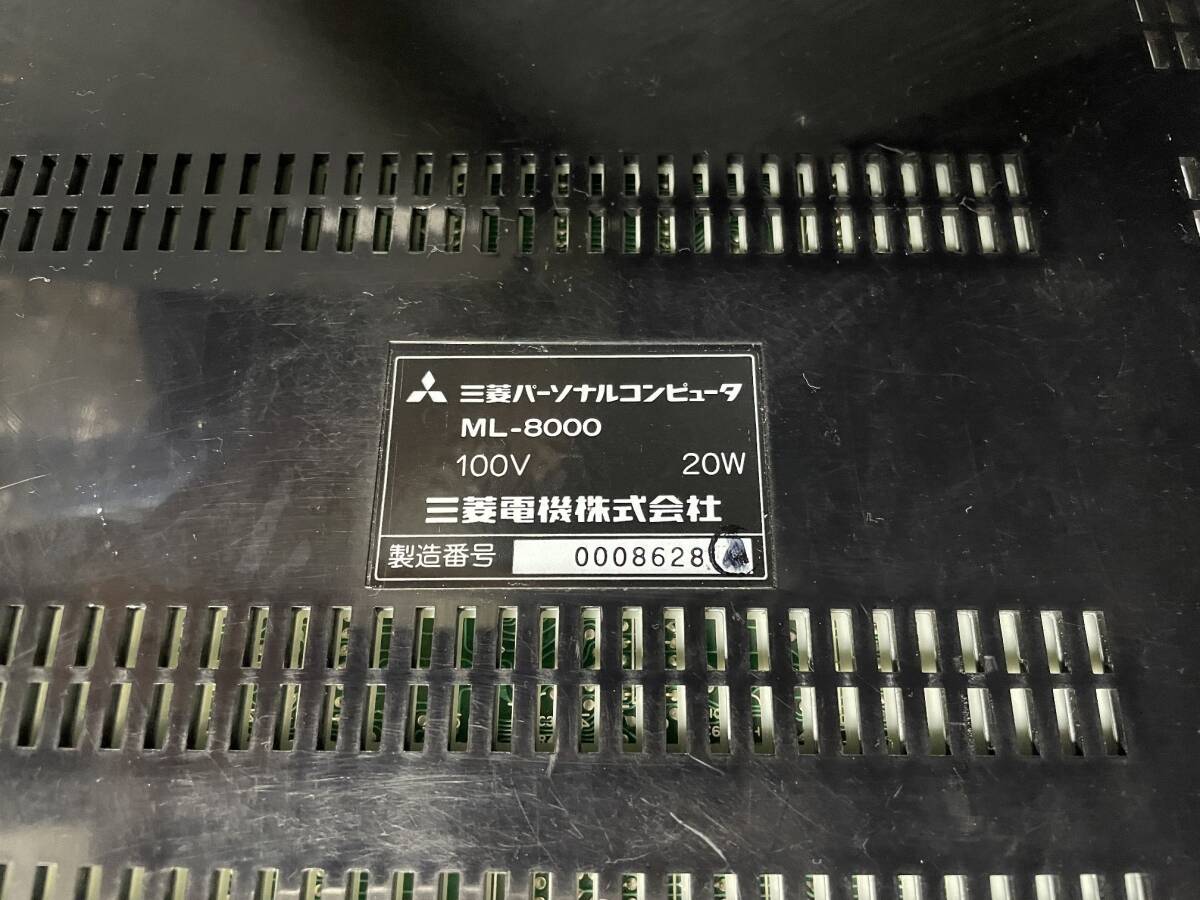 三菱パーソナルコンピュータ
ML-8000
100V 20W
三菱電機株式会社
製造番号 0008628